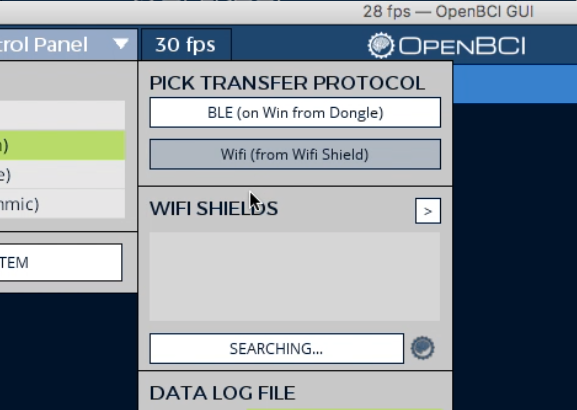 28 fps — OpenBCI GUI
trol Panel
30 fps
OPENBCI
PICK TRANSFER PROTOCOL
BLE (on Win from Dongle)
)
Wifi (from Wifi Shield)
e)
hmic)
WIFI SHIELDS
>
TEM
SEARCHING...
DATA LOG FILE